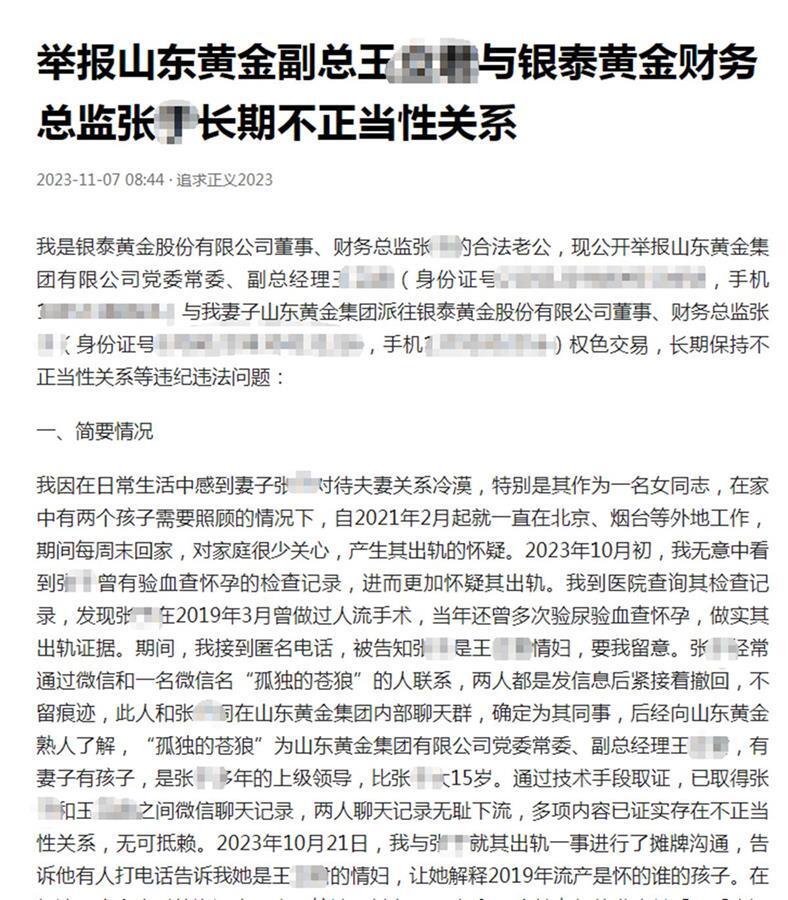 举报山东黄金副总王与银泰黄金财务
总监张长期不正当性关系
2023-11-07 08:44 · 追求正义2023
我是银泰黄金股份有限公司董事、财务总监张的合法老公，现公开举报山东黄金集
团有限公司党委常委、副总经理王（身份证号，手机
1与我妻子山东黄金集团派往银泰黄金股份有限公司董事、财务总监张
（身份证号，手机1）权色交易，长期保持不
正当性关系等违纪违法问题：
一、简要情况
我因在日常生活中感到妻子张对待夫妻关系冷漠，特别是其作为一名女同志，在家
中有两个孩子需要照顾的情况下，自2021年2月起就一直在北京、烟台等外地工作，
期间每周末回家，对家庭很少关心，产生其出轨的怀疑。2023年10月初，我无意中看
到张曾有验血查怀孕的检查记录，进而更加怀疑其出轨。我到医院查询其检查记
录，发现张在2019年3月曾做过人流手术，当年还曾多次验尿验血查怀孕，做实其
出轨证据。期间，我接到匿名电话，被告知张是王情妇，要我留意。张经常
通过微信和一名微信名“孤独的苍狼”的人联系，两人都是发信息后紧接着撤回，不
留痕迹，此人和张同在山东黄金集团内部聊天群，确定为其同事，后经向山东黄金
熟人了解，“孤独的苍狼”为山东黄金集团有限公司党委常委、副总经理王，有
妻子有孩子，是张多年的上级领导，比张大15岁。通过技术手段取证，已取得张
和王之间微信聊天记录，两人聊天记录无耻下流，多项内容已证实存在不正当
性关系，无可抵赖。2023年10月21日，我与张就其出轨一事进行了摊牌沟通，告
诉他有人打电话告诉我她是王的情妇，让她解释2019年流产是怀的谁的孩子。在